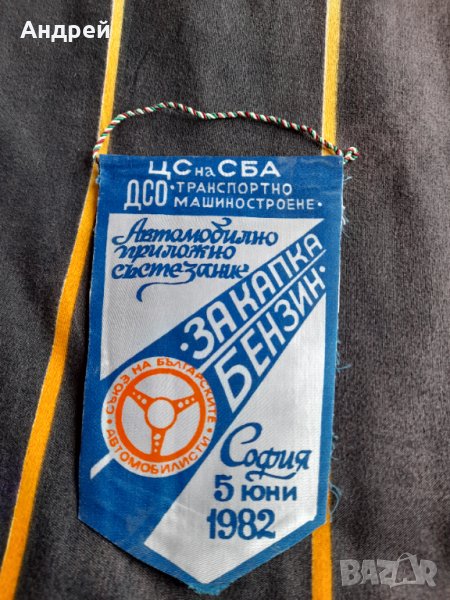 Андрей
ЦС на СБА
ДСО • ТРАНСПОРТНО
МАШИНОСТРОЕНЕ •
Автомобилно
приложно
състезание
• ЗА КАПКА
БЕНЗИН •
• СЪЮЗ НА БЪЛГАРСКИТЕ •
АВТОМОБИЛИСТИ
София
5 ЮНИ
1982
BAZAR